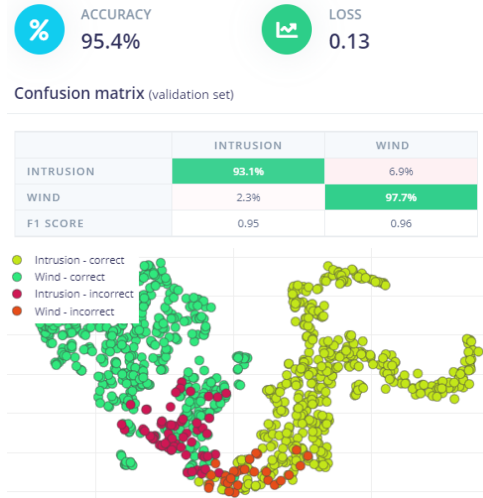 ACCURACY
95.4%
LOSS
0.13
Confusion matrix (validation set)
INTRUSION WIND
INTRUSION 93.1% 6.9%
WIND 2.3% 97.7%
F1 SCORE 0.95 0.96
Intrusion - correct
Wind - correct
Intrusion - incorrect
Wind - incorrect